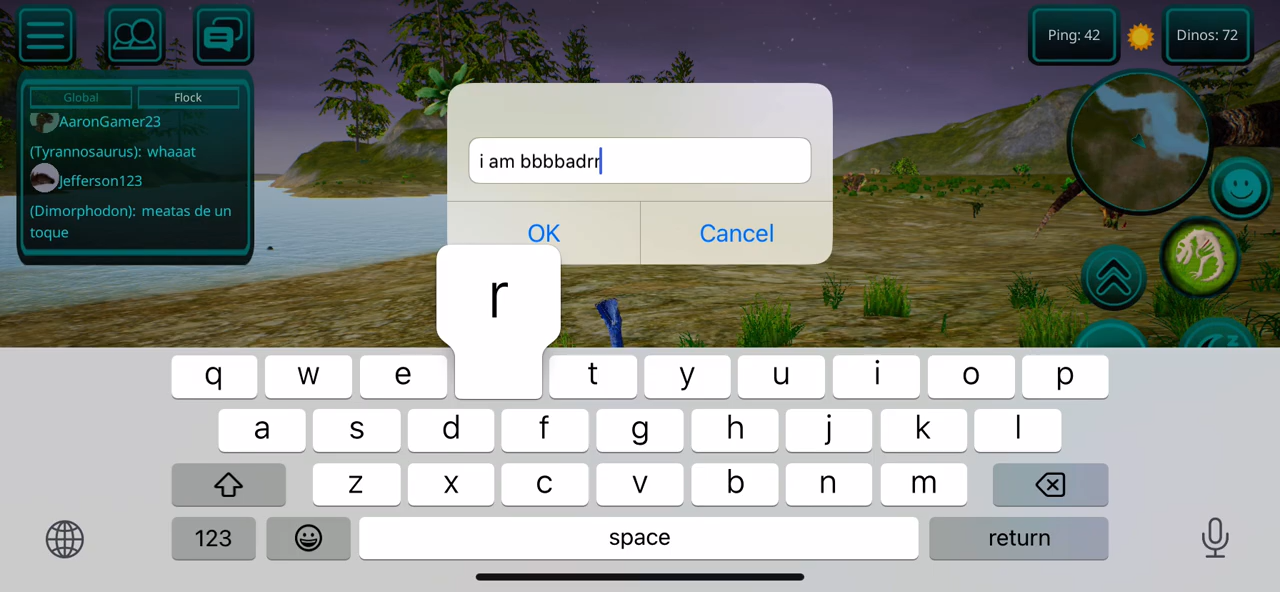 Ping: 42
Dinos: 72
Global
Flock
AaronGamer23
(Tyrannosaurus): whaaat
Jefferson123
(Dimorphodon): meatas de un
toque
i am bbbbadrr
OK
Cancel
r
q w e t y u i o p
a s d f g h j k l
z x c v b n m
123
space
return